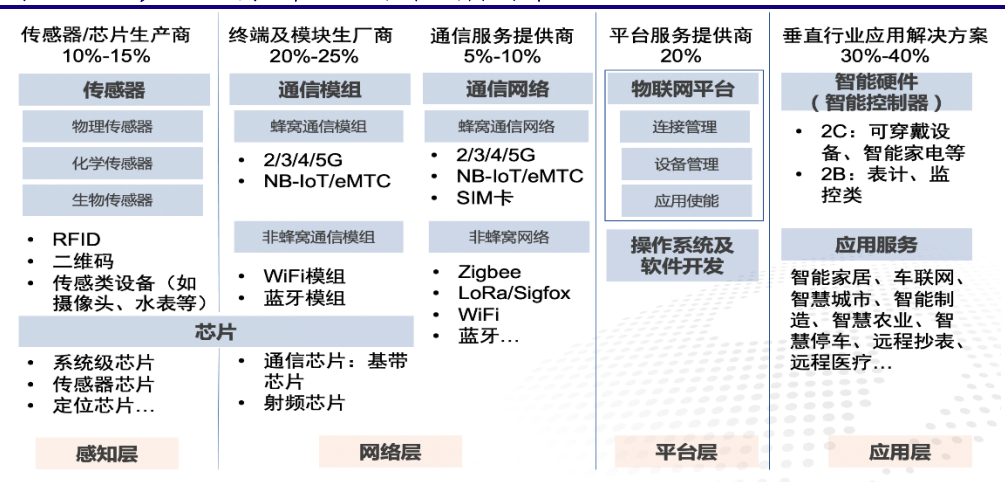 传感器/芯片生产商
10%-15%
传感器
物理传感器
化学传感器
生物传感器
• RFID
• 二维码
• 传感类设备（如
摄像头、水表等）
终端及模块生厂商
20%-25%
通信模组
蜂窝通信模组
• 2/3/4/5G
• NB-IoT/eMTC
非蜂窝通信模组
• WiFi模组
• 蓝牙模组
芯片
• 系统级芯片
• 传感器芯片
• 定位芯片...
• 通信芯片：基带
芯片
• 射频芯片
通信服务提供商
5%-10%
通信网络
蜂窝通信网络
• 2/3/4/5G
• NB-IoT/eMTC
• SIM卡
非蜂窝网络
• Zigbee
• LoRa/Sigfox
• WiFi
• 蓝牙...
平台服务提供商
20%
物联网平台
连接管理
设备管理
应用使能
操作系统及
软件开发
垂直行业应用解决方案
30%-40%
智能硬件
（智能控制器）
• 2C：可穿戴设
备、智能家电等
• 2B：表计、监
控类
应用服务
智能家居、车联网、
智慧城市、智能制
造、智慧农业、智
慧停车、远程抄表、
远程医疗...
感知层
网络层
平台层
应用层